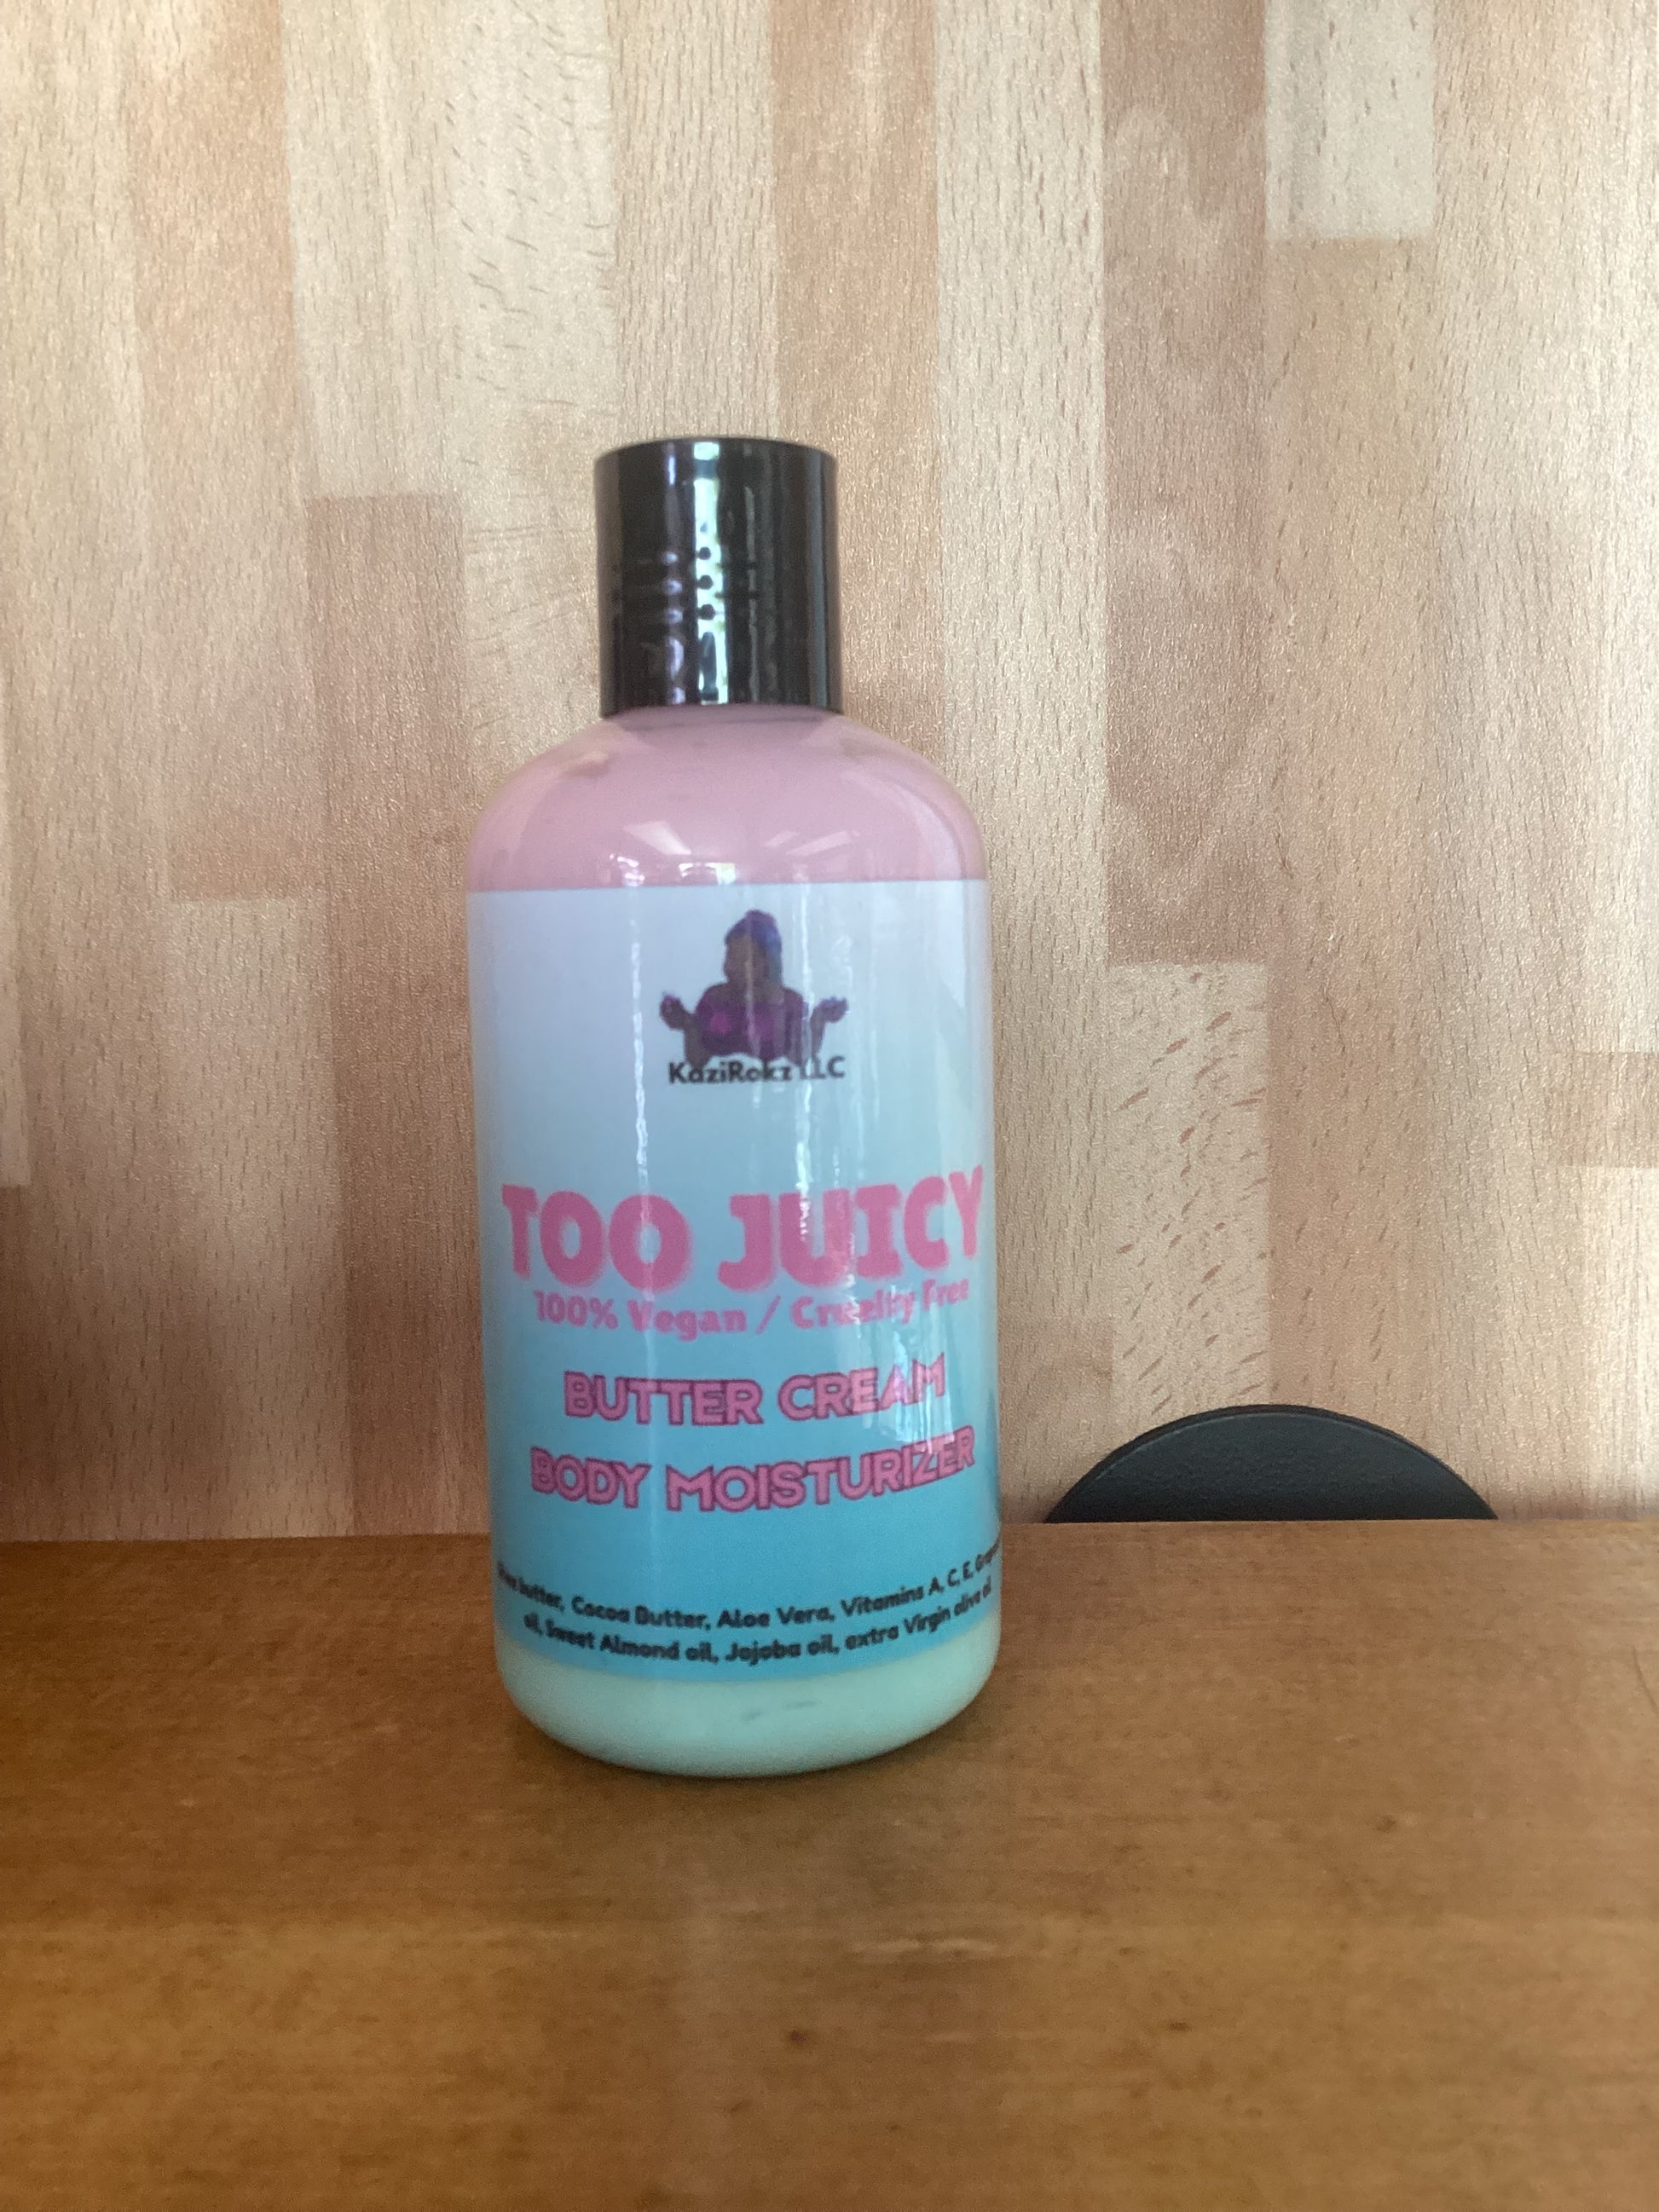 KaziRokz LLC
TOO JUICY
100% Vegan / Cruelty Free
BUTTER CREAM
BODY MOISTURIZER
butter, Cocoa Butter, Aloe Vera, Vitamins A, C, E,
oil, Sweet Almond oil, Jojoba oil, extra Virgin olive oil